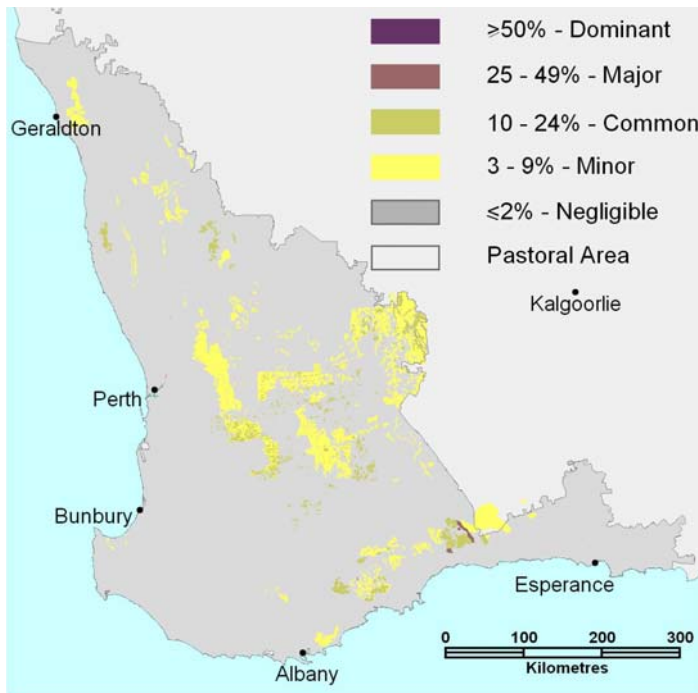 ⩾50% - Dominant
25 - 49% - Major
10 - 24% - Common
3 - 9% - Minor
⩽2% - Negligible
Pastoral Area
Geraldton
Kalgoorlie
Perth
Bunbury
Esperance
Albany
0 100 200 300
Kilometres